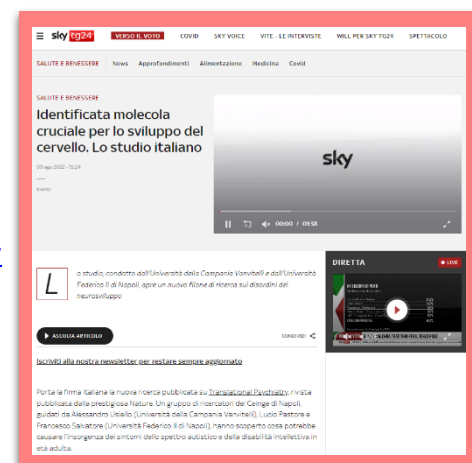 sky tg24 VERSO IL VOTO COVID SKY VOICE VITE - LE INTERVISTE WILL PER SKY TG24 SPETTACOLO
SALUTE E BENESSERE News Approfondimenti Alimentazione Medicina Covid
SALUTE E BENESSERE
Identificata molecola
cruciale per lo sviluppo del
cervello. Lo studio italiano
09 ago 2022 - 15:24
sky
00:00 / 01:38
Lo studio, condotto dall'Università della Campania Vanvitelli e dall'Università
Federico II di Napoli, apre un nuovo filone di ricerca sui disordini del
neurosviluppo
DIRETTA LIVE
ASCOLTA ARTICOLO CONDIVIDI
Iscriviti alla nostra newsletter per restare sempre aggiornato
Porta la firma italiana la nuova ricerca pubblicata su Translational Psychiatry, rivista
pubblicata dalla prestigiosa Nature. Un gruppo di ricercatori del Ceinge di Napoli,
guidati da Alessandro Usiello (Università della Campania Vanvitelli), Lucio Pastore e
Francesco Salvatore (Università Federico II di Napoli), hanno scoperto cosa potrebbe
causare l'insorgenza dei sintomi dello spettro autistico e della disabilità intellettiva in
età adulta.